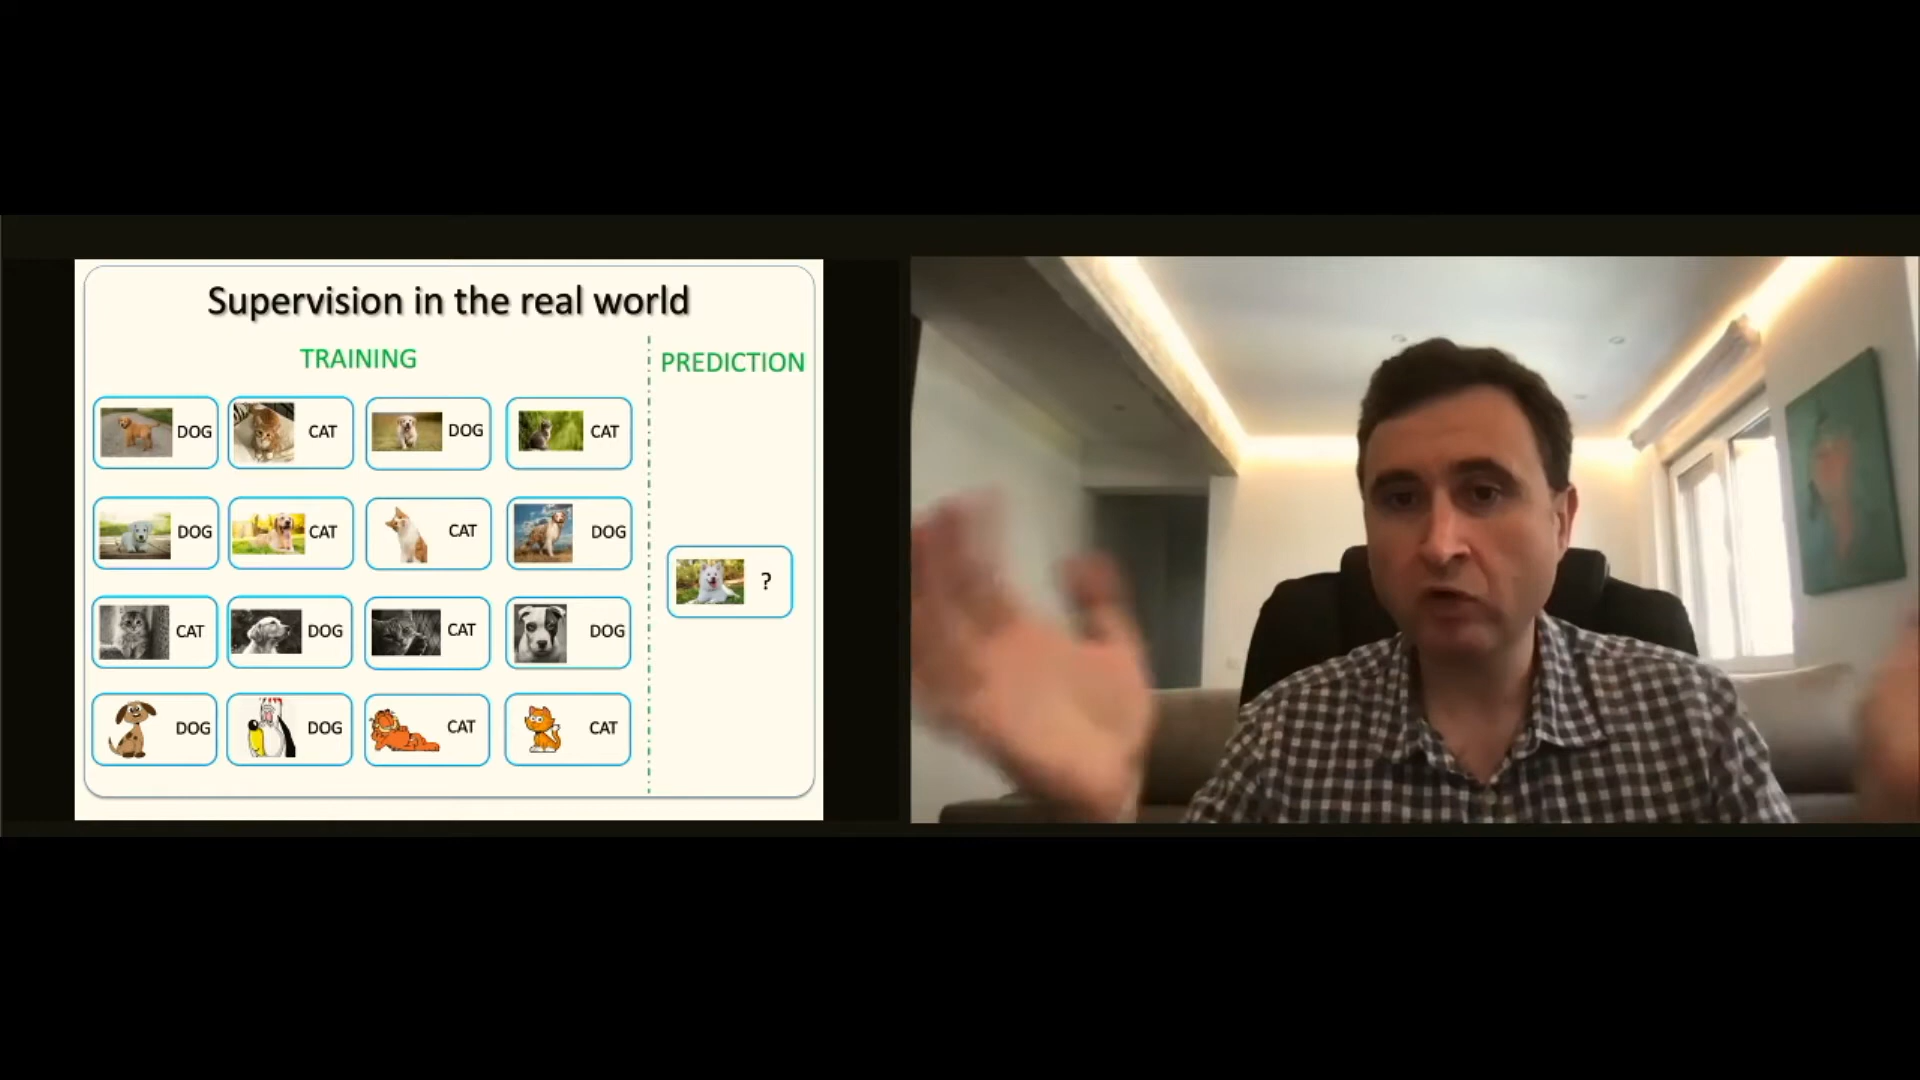 Supervision in the real world
TRAINING
PREDICTION
DOG CAT DOG CAT
DOG CAT CAT DOG
?
CAT DOG CAT DOG
DOG DOG CAT CAT